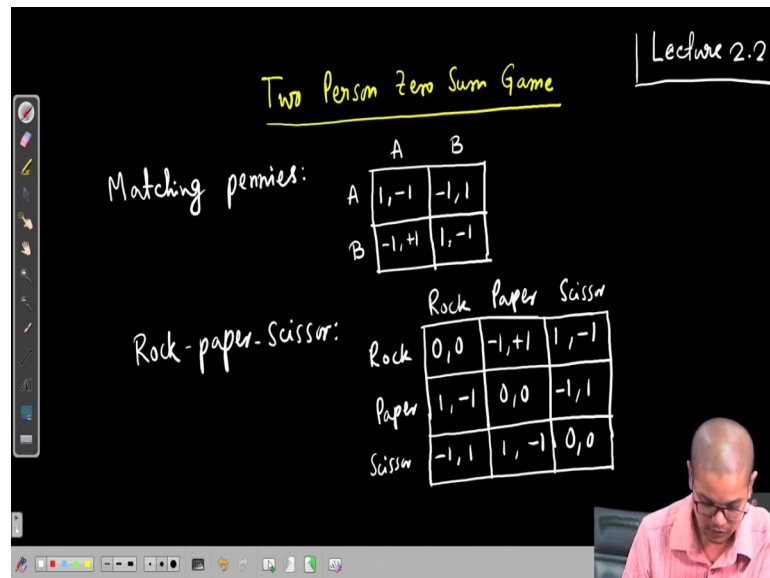 Lecture 2.2
Two Person Zero Sum Game
Matching pennies:
A B
A 1,-1 -1,1
B -1,+1 1,-1
Rock-paper-Scissor:
Rock Paper Scissor
Rock 0,0 -1,+1 1,-1
Paper 1,-1 0,0 -1,1
Scissor -1,1 1,-1 0,0